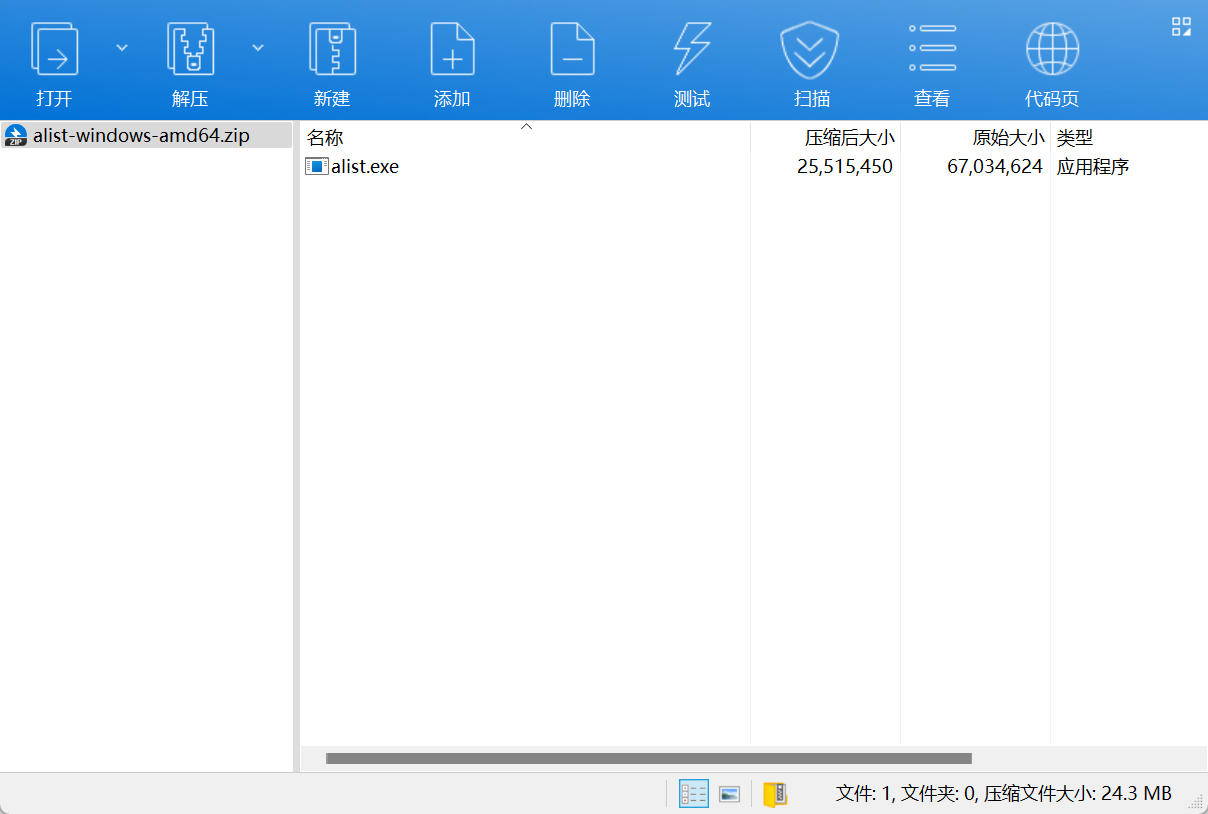 打开 解压 新建 添加 删除 测试 扫描 查看 代码页
alist-windows-amd64.zip
名称 压缩后大小 原始大小 类型
alist.exe 25,515,450 67,034,624 应用程序
文件: 1, 文件夹: 0, 压缩文件大小: 24.3 MB